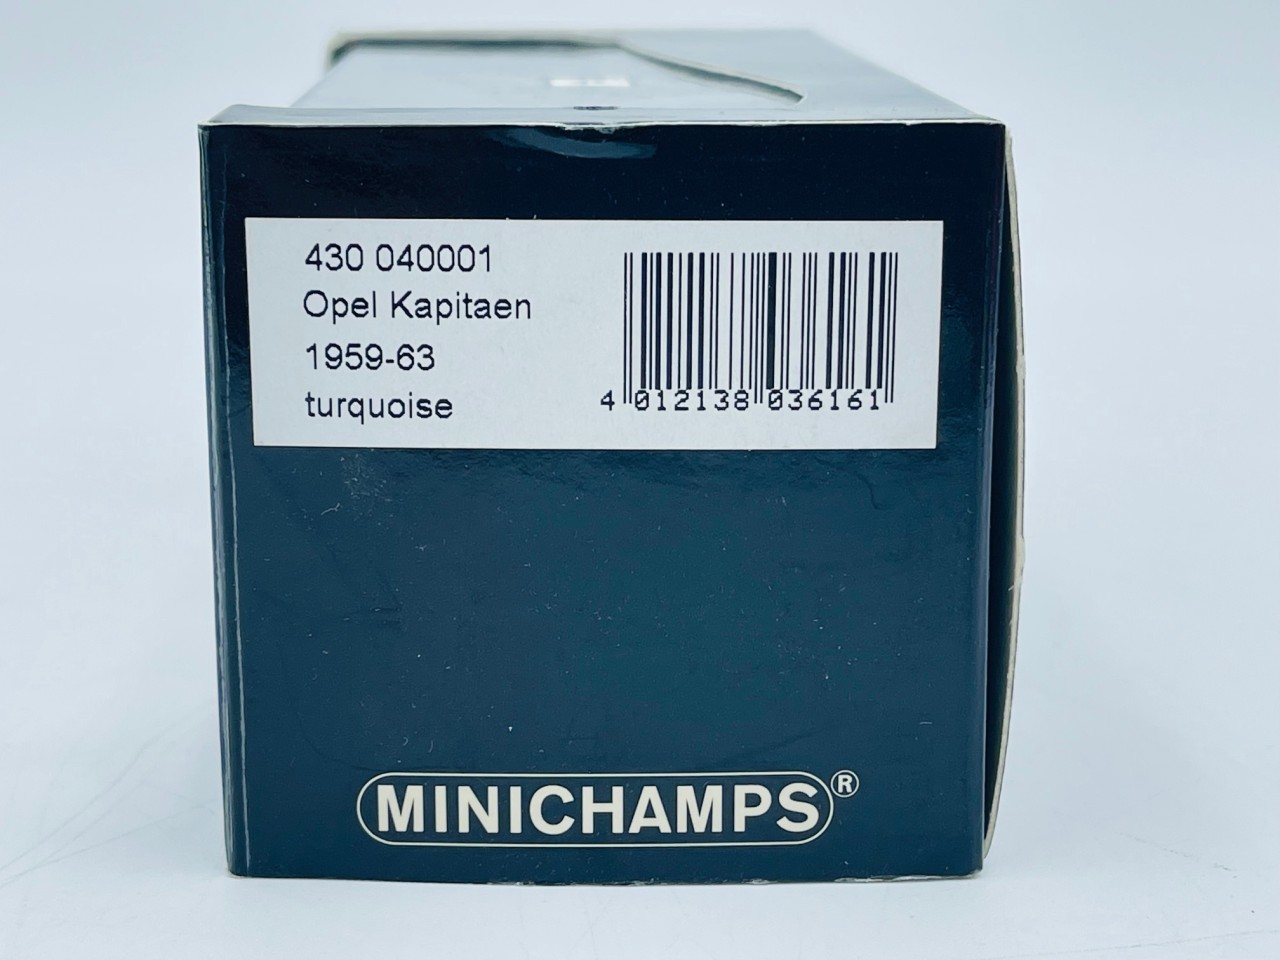 430 040001
Opel Kapitaen
1959-63
turquoise
4 012138 036161
MINICHAMPS®